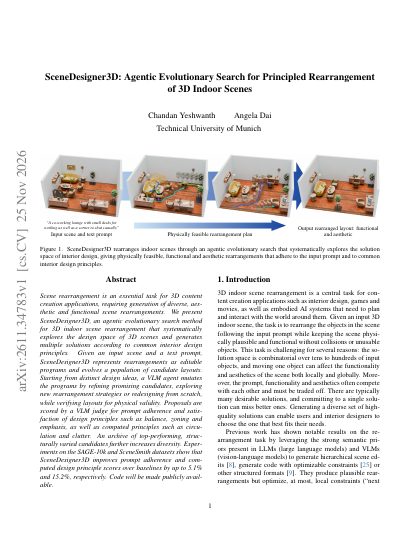 SceneDesigner3D: Agentic Evolutionary Search for Principled Rearrangement
of 3D Indoor Scenes
Chandan Yeshwanth Angela Dai
Technical University of Munich
arXiv:2611.34783v1 [cs.CV] 25 Nov 2026
Input scene and text prompt
Physically feasible rearrangement plan
Output rearranged layout: functional
and aesthetic
Figure 1. SceneDesigner3D rearranges indoor scenes through an agentic evolutionary search that systematically explores the solution
space of interior design, giving physically feasible, functional and aesthetic rearrangements that adhere to the input prompt and to common
interior design principles.
Abstract
Scene rearrangement is an essential task for 3D content
creation applications, requiring generation of diverse, aes-
thetic and functional scene rearrangements. We present
SceneDesigner3D, an agentic evolutionary search method
for 3D indoor scene rearrangement that systematically
explores the design space of 3D scenes and generates
multiple solutions according to common interior design
principles. Given an input scene and a text prompt,
SceneDesigner3D represents rearrangements as editable
programs and evolves a population of candidate layouts.
Starting from distinct design ideas, a VLM agent mutates
the programs by refining promising candidates, exploring
new rearrangement strategies or redesigning from scratch,
while verifying layouts for physical validity. Proposals are
scored by a VLM judge for prompt adherence and satis-
faction of design principles such as balance, zoning and
emphasis, as well as computed principles such as circu-
lation and clutter. An archive of top-performing, struc-
turally varied candidates further increases diversity. Exper-
iments on the SAGE-10k and SceneSmith datasets show that
SceneDesigner3D improves prompt adherence and com-
puted design principle scores over baselines by up to 5.1%
and 15.2%, respectively. Code will be made publicly avail-
able.
1. Introduction
3D indoor scene rearrangement is a central task for con-
tent creation applications such as interior design, games and
movies, as well as embodied AI systems that need to plan
and interact with the world around them. Given an input 3D
indoor scene, the task is to rearrange the objects in the scene
following the input prompt while keeping the scene physi-
cally plausible and functional without collisions or unusable
objects. This task is challenging for several reasons: the so-
lution space is combinatorial over tens to hundreds of input
objects, and moving one object can affect the functionality
and aesthetics of the scene both locally and globally. More-
over, the prompt, functionality and aesthetics often compete
with each other and must be traded off. There are typically
many desirable solutions, and committing to a single solu-
tion can miss better ones. Generating a diverse set of high-
quality solutions can enable users and interior designers to
choose the one that best fits their needs.
Previous work has shown notable results on the rear-
rangement task by leveraging the strong semantic pri-
ors present in LLMs (large language models) and VLMs
(vision-language models) to generate hierarchical scene ed-
its [8], generate code with optimizable constraints [25] or
other structured formats [9]. They produce plausible rear-
rangements but optimize, at most, local constraints ("next
1